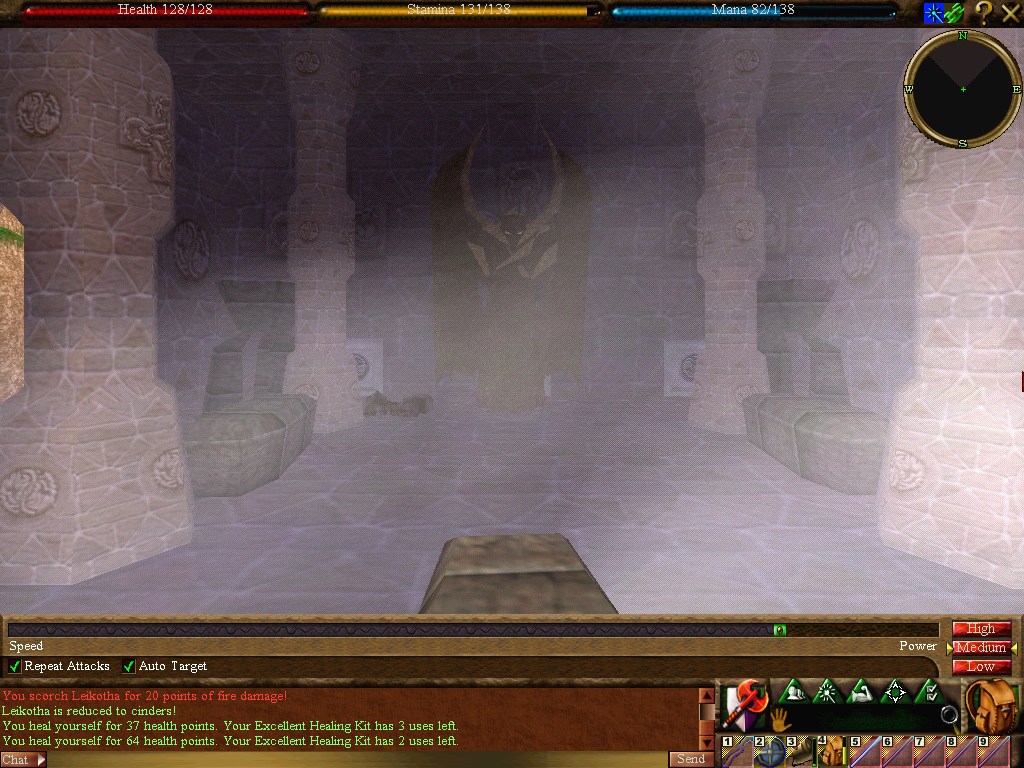 Health 128/128 Stamina 131/138 Mana 82/138
N
W E
S
Speed Power
High
Medium
Low
Repeat Attacks Auto Target
You scorch Leikotha for 20 points of fire damage!
Leikotha is reduced to cinders!
You heal yourself for 37 health points. Your Excellent Healing Kit has 3 uses left.
You heal yourself for 64 health points. Your Excellent Healing Kit has 2 uses left.
1 2 3 4 5 6 7 8 9
Chat Send